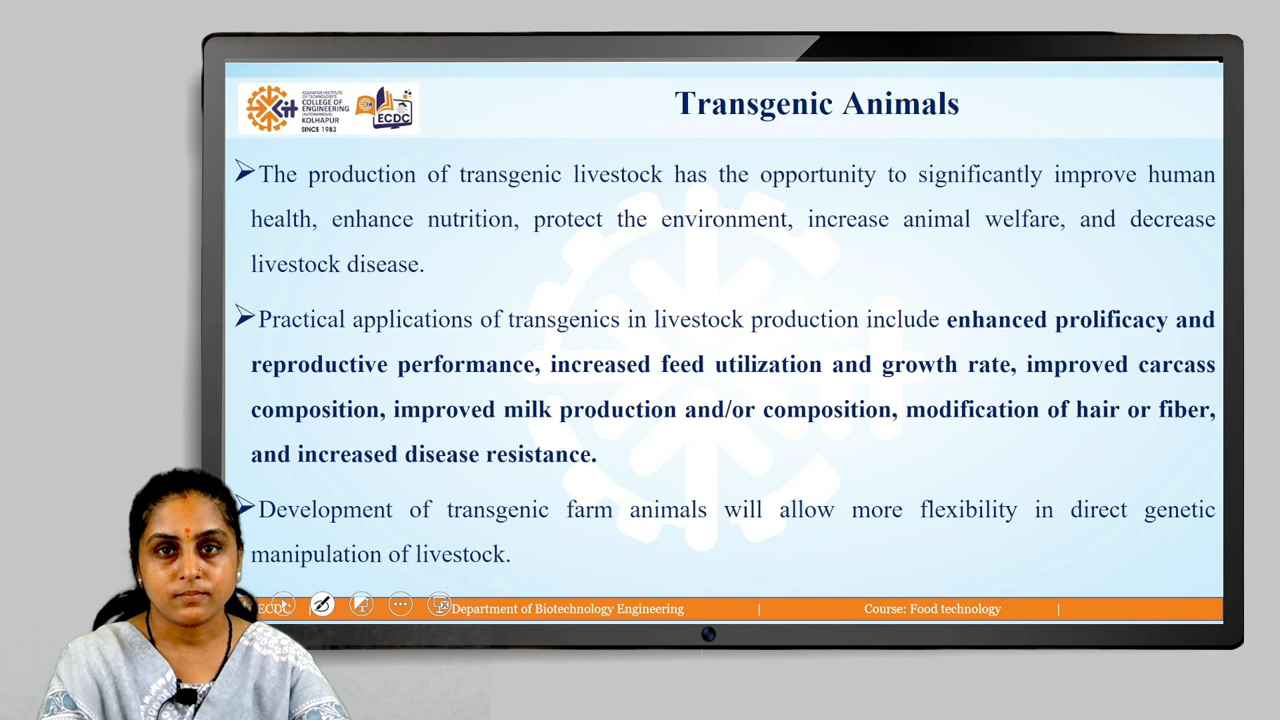 KOLHAPUR INSTITUTE
OF TECHNOLOGY'S
COLLEGE OF
ENGINEERING
(AUTONOMOUS),
KOLHAPUR
SINCE 1983
ECDC
Transgenic Animals
The production of transgenic livestock has the opportunity to significantly improve human
health, enhance nutrition, protect the environment, increase animal welfare, and decrease
livestock disease.
Practical applications of transgenics in livestock production include enhanced prolificacy and
reproductive performance, increased feed utilization and growth rate, improved carcass
composition, improved milk production and/or composition, modification of hair or fiber,
and increased disease resistance.
Development of transgenic farm animals will allow more flexibility in direct genetic
manipulation of livestock.
ECDC | Department of Biotechnology Engineering | Course: Food technology |